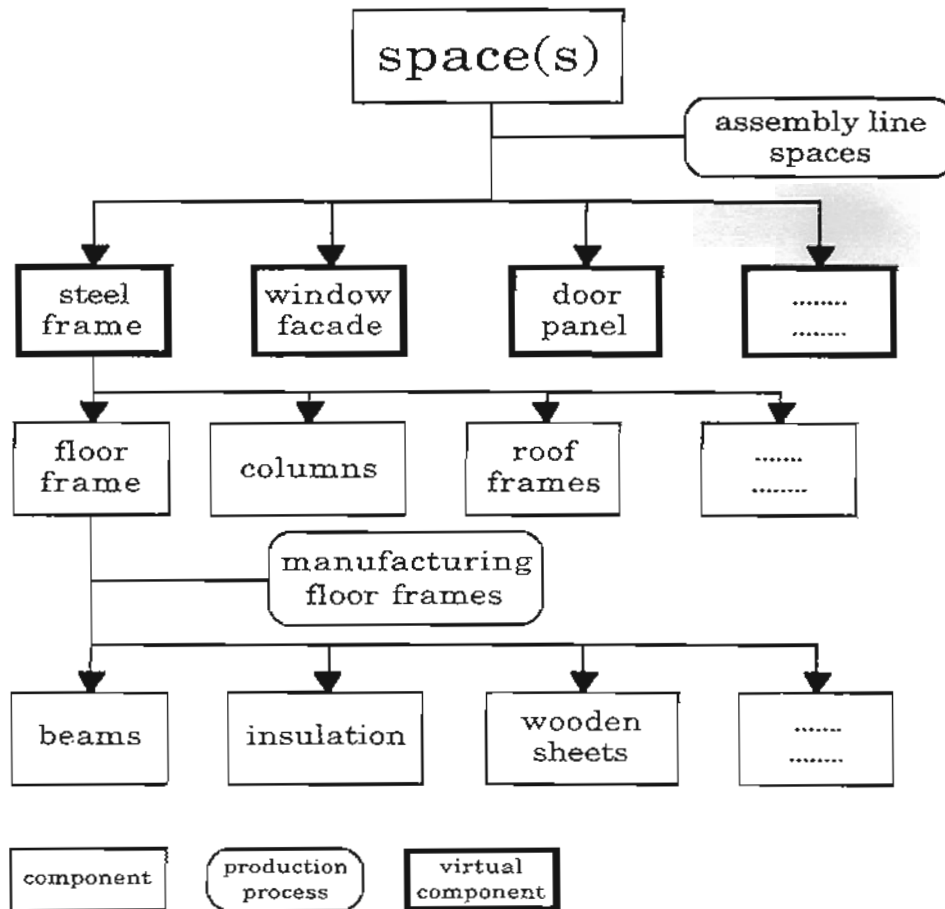 space(s)
assembly line
spaces
steel
frame
window
facade
door
panel
........
........
floor
frame
columns
roof
frames
.......
........
manufacturing
floor frames
beams
insulation
wooden
sheets
.......
........
component
production
process
virtual
component